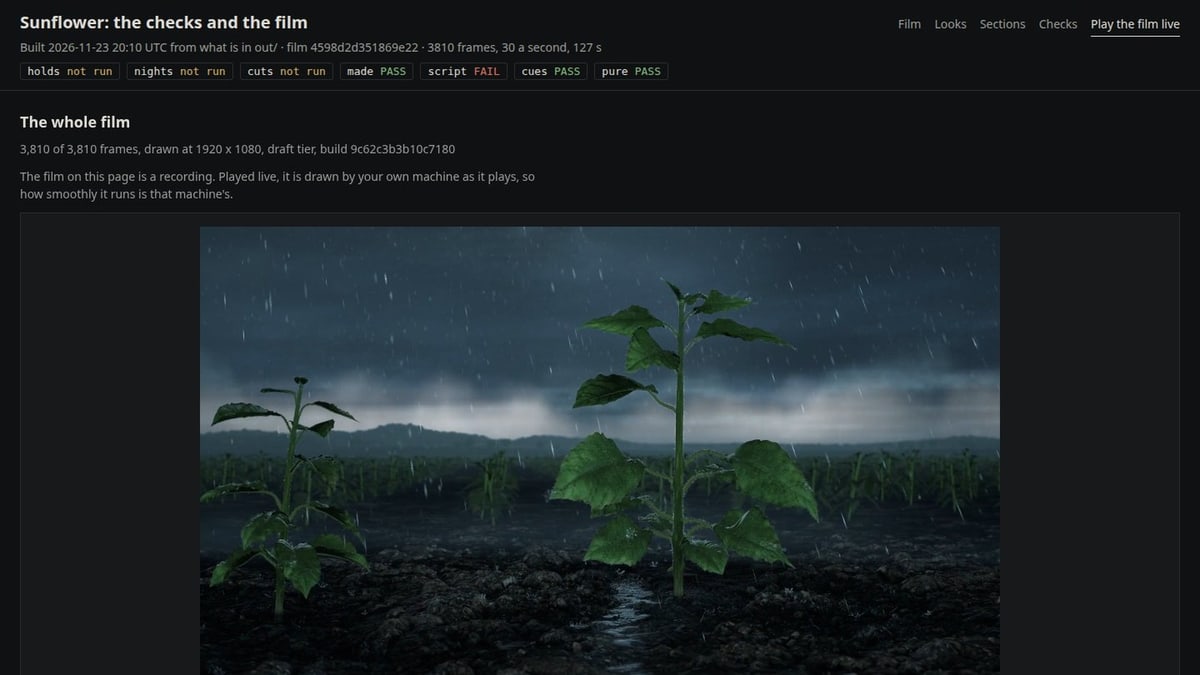 Sunflower: the checks and the film
Film Looks Sections Checks Play the film live
Built 2026-11-23 20:10 UTC from what is in out/ · film 4598d2d351869e22 · 3810 frames, 30 a second, 127 s
holds not run nights not run cuts not run made PASS script FAIL cues PASS pure PASS
The whole film
3,810 of 3,810 frames, drawn at 1920 x 1080, draft tier, build 9c62c3b3b10c7180
The film on this page is a recording. Played live, it is drawn by your own machine as it plays, so
how smoothly it runs is that machine's.